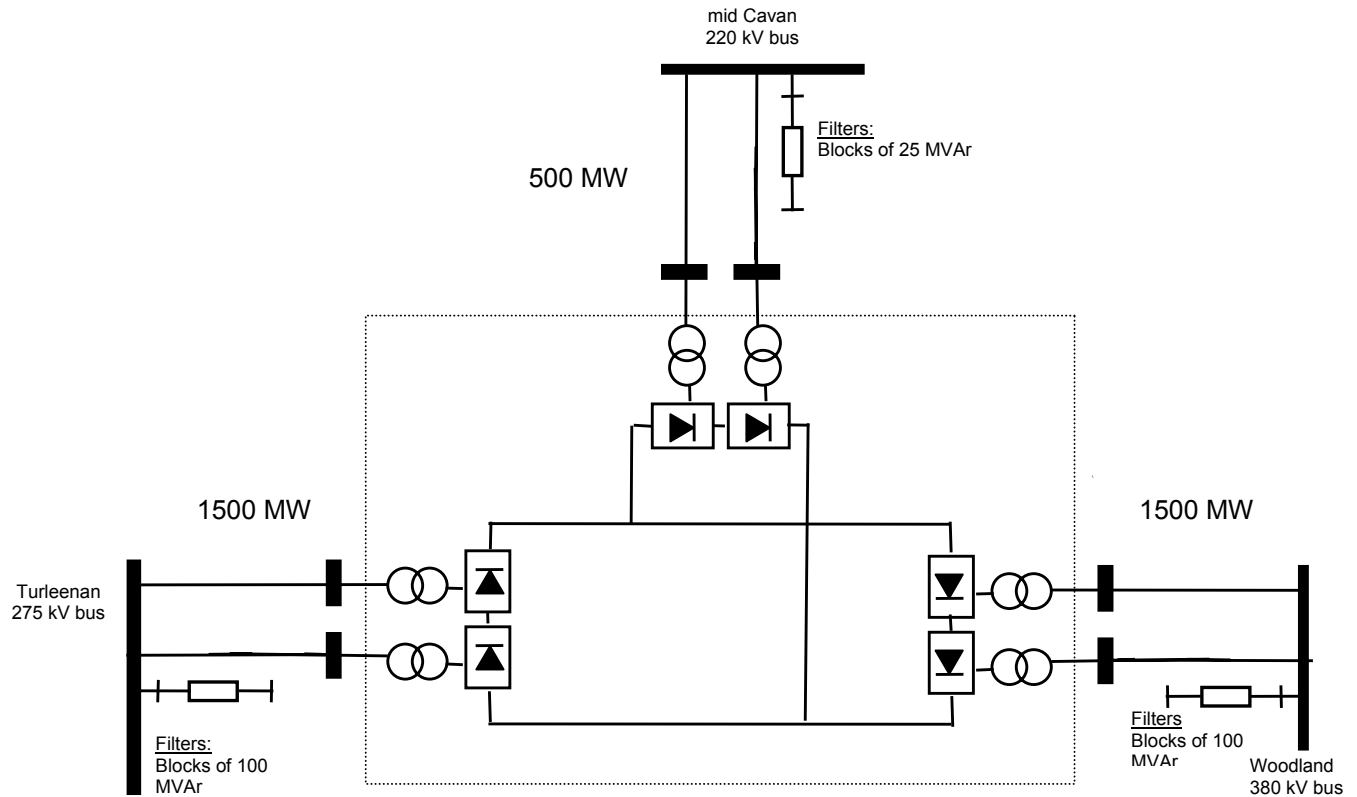 mid Cavan
220 kV bus
Filters:
Blocks of 25 MVAr
500 MW
1500 MW
1500 MW
Turleenan
275 kV bus
Filters:
Blocks of 100
MVAr
Filters
Blocks of 100
MVAr
Woodland
380 kV bus